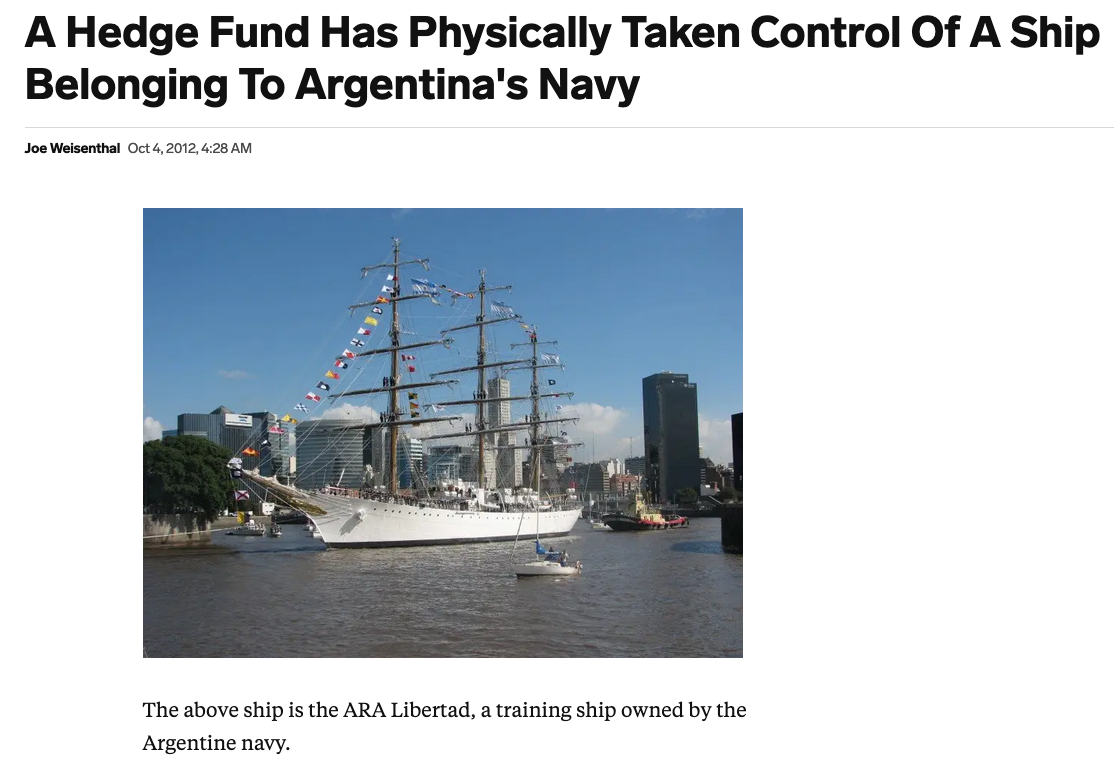 A Hedge Fund Has Physically Taken Control Of A Ship
Belonging To Argentina's Navy
Joe Weisenthal Oct 4, 2012, 4:28 AM
The above ship is the ARA Libertad, a training ship owned by the
Argentine navy.